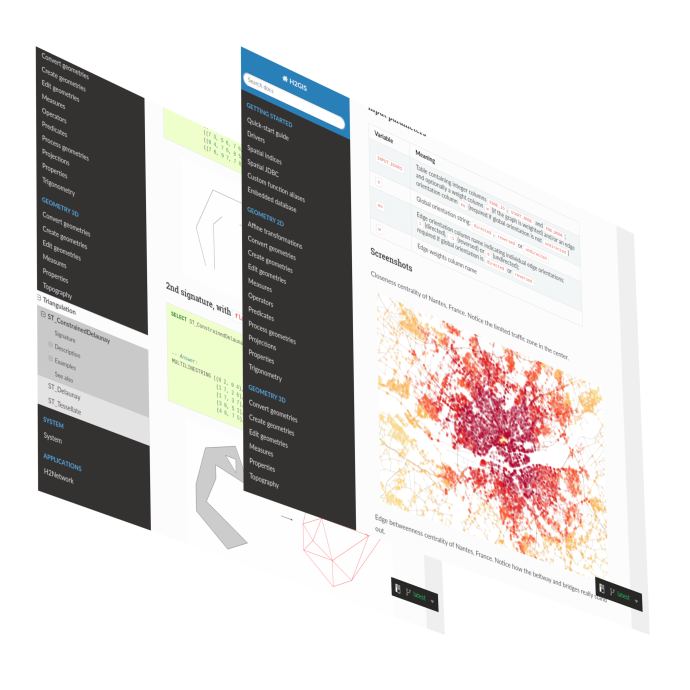 Convert geometries
Create geometries
Edit geometries
Measures
Operators
Predicates
Process geometries
Projections
Properties
Trigonometry
GEOMETRY 3D
Convert geometries
Create geometries
Edit geometries
Measures
Properties
Topography
Triangulation
ST_ConstrainedDelaunay
Signature
Description
Examples
See also
ST_Delaunay
ST_Tessellate
SYSTEM
System
APPLICATIONS
H2Network
2nd signature, with
SELECT
-- Answer:
MULTILINESTRING
latest
H2GIS
Search docs
GETTING STARTED
Quick-start guide
Drivers
Spatial indices
Spatial JDBC
Custom function aliases
Embedded database
GEOMETRY 2D
Affine transformations
Convert geometries
Create geometries
Edit geometries
Measures
Operators
Predicates
Process geometries
Projections
Properties
Trigonometry
GEOMETRY 3D
Convert geometries
Create geometries
Edit geometries
Measures
Properties
Topography
Input parameters
Variable Meaning
Table containing integer columns and
and optionally a weight column (if the graph is weighted) and/or an edge
orientation column (required if global orientation is not
Global orientation string: directed, reversed or undirected
Edge orientation column name indicating individual edge orientations:
(directed), (reversed) or (undirected);
required if global orientation is directed or reversed
Edge weights column name
Screenshots
Closeness centrality of Nantes, France. Notice the limited traffic zone in the center.
Edge betweenness centrality of Nantes, France. Notice how the beltway and bridges really stand
out.
latest